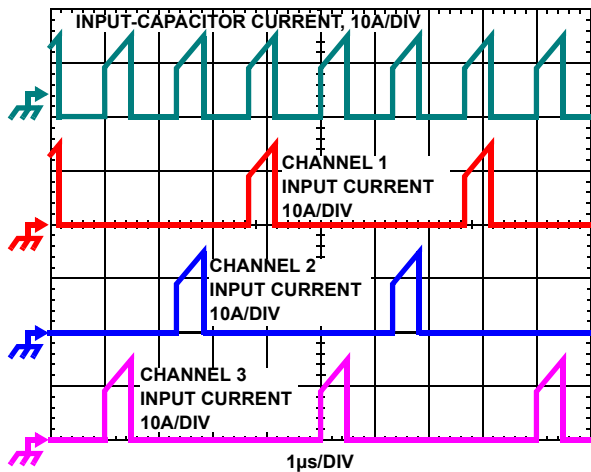 INPUT-CAPACITOR CURRENT, 10A/DIV
CHANNEL 1
INPUT CURRENT
10A/DIV
CHANNEL 2
INPUT CURRENT
10A/DIV
CHANNEL 3
INPUT CURRENT
10A/DIV
1µs/DIV